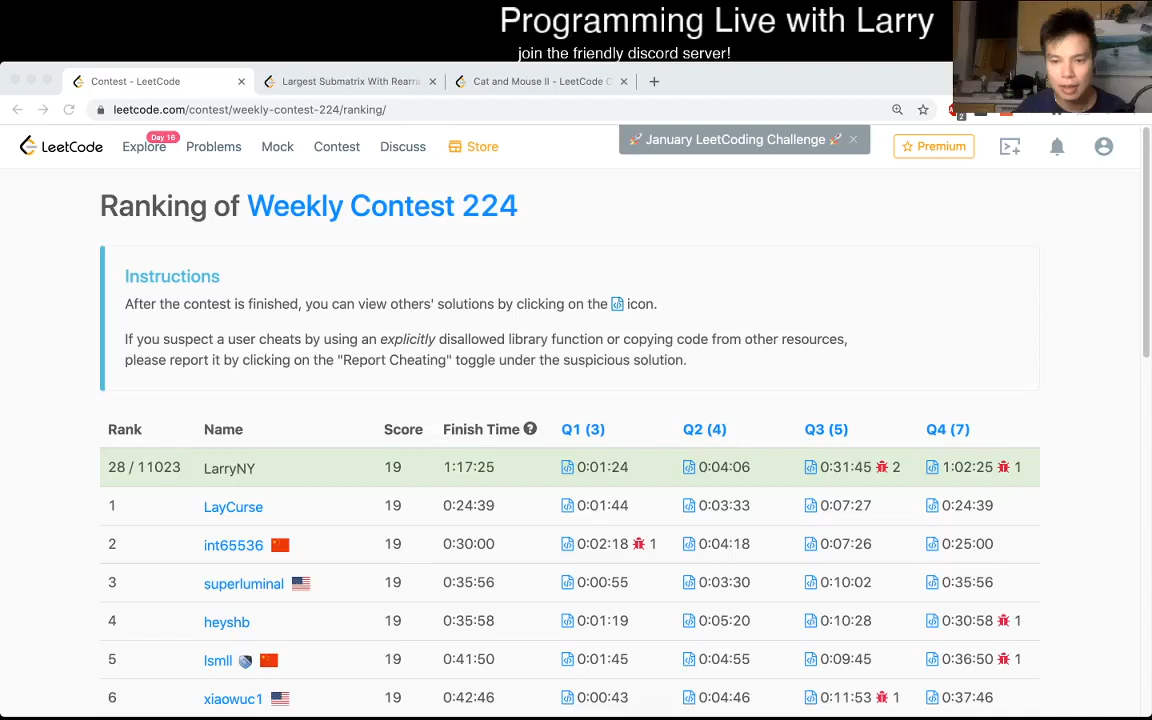 Programming Live with Larry
join the friendly discord server!
Contest - LeetCode
Largest Submatrix With Rearra
Cat and Mouse II - LeetCode C
leetcode.com/contest/weekly-contest-224/ranking/
2
LeetCode
Explore
Day 16
Problems
Mock
Contest
Discuss
Store
🚀 January LeetCoding Challenge 🚀
Premium
Ranking of Weekly Contest 224
Instructions
After the contest is finished, you can view others' solutions by clicking on the icon.
If you suspect a user cheats by using an explicitly disallowed library function or copying code from other resources,
please report it by clicking on the "Report Cheating" toggle under the suspicious solution.
Rank Name Score Finish Time Q1 (3) Q2 (4) Q3 (5) Q4 (7)
28 / 11023 LarryNY 19 1:17:25 0:01:24 0:04:06 0:31:45 2 1:02:25 1
1 LayCurse 19 0:24:39 0:01:44 0:03:33 0:07:27 0:24:39
2 int65536 19 0:30:00 0:02:18 1 0:04:18 0:07:26 0:25:00
3 superluminal 19 0:35:56 0:00:55 0:03:30 0:10:02 0:35:56
4 heyshb 19 0:35:58 0:01:19 0:05:20 0:10:28 0:30:58 1
5 lsmll 19 0:41:50 0:01:45 0:04:55 0:09:45 0:36:50 1
6 xiaowuc1 19 0:42:46 0:00:43 0:04:46 0:11:53 1 0:37:46